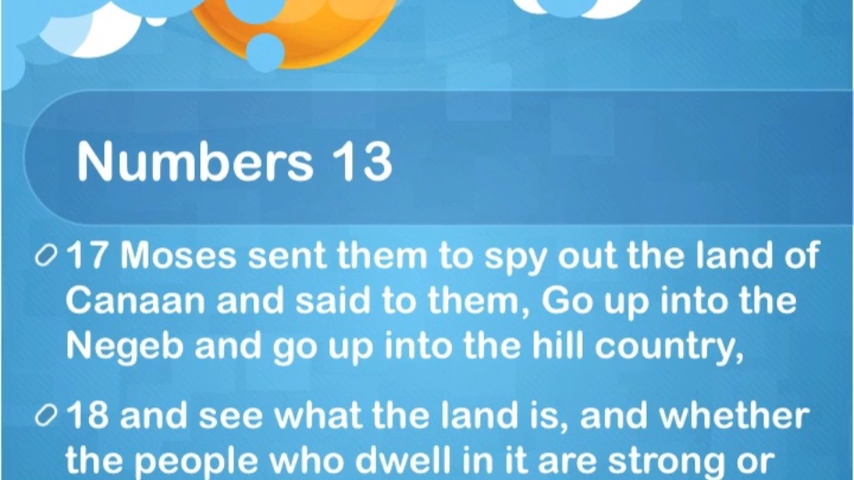 Numbers 13
17 Moses sent them to spy out the land of
Canaan and said to them, Go up into the
Negeb and go up into the hill country,
18 and see what the land is, and whether
the people who dwell in it are strong or